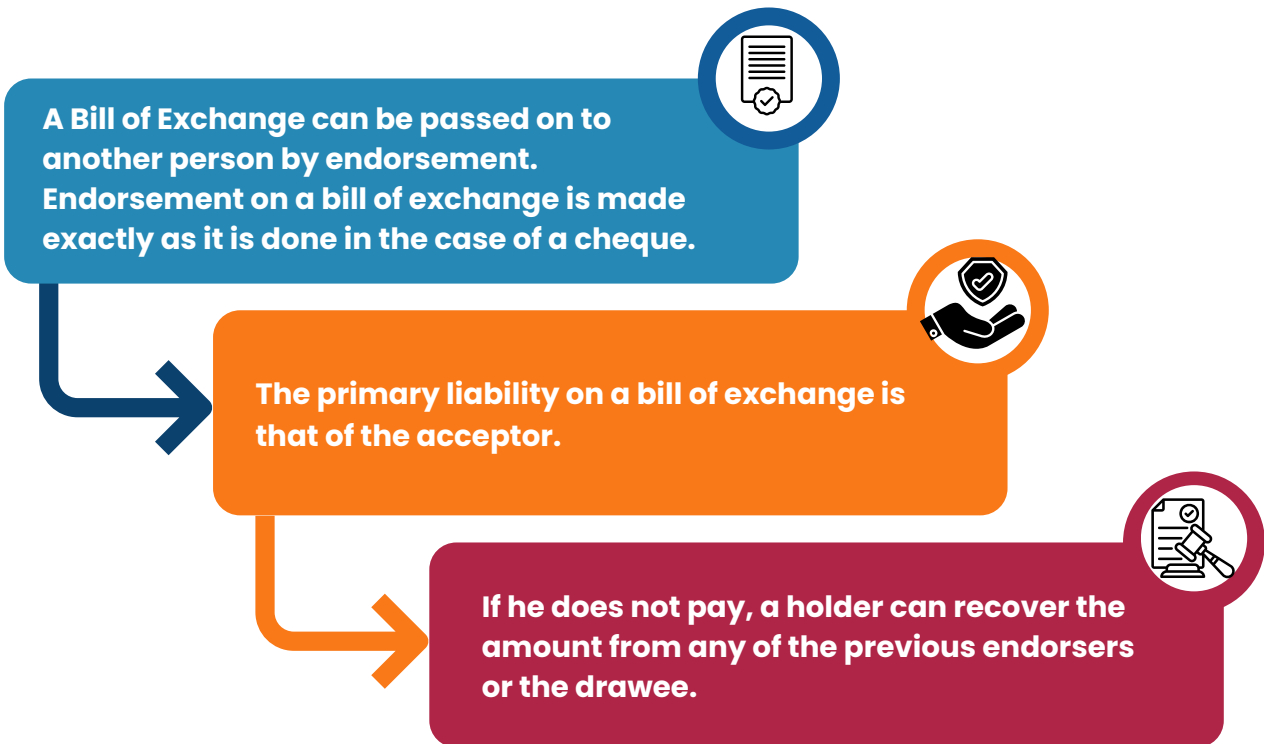 A Bill of Exchange can be passed on to
another person by endorsement.
Endorsement on a bill of exchange is made
exactly as it is done in the case of a cheque.
The primary liability on a bill of exchange is
that of the acceptor.
If he does not pay, a holder can recover the
amount from any of the previous endorsers
or the drawee.